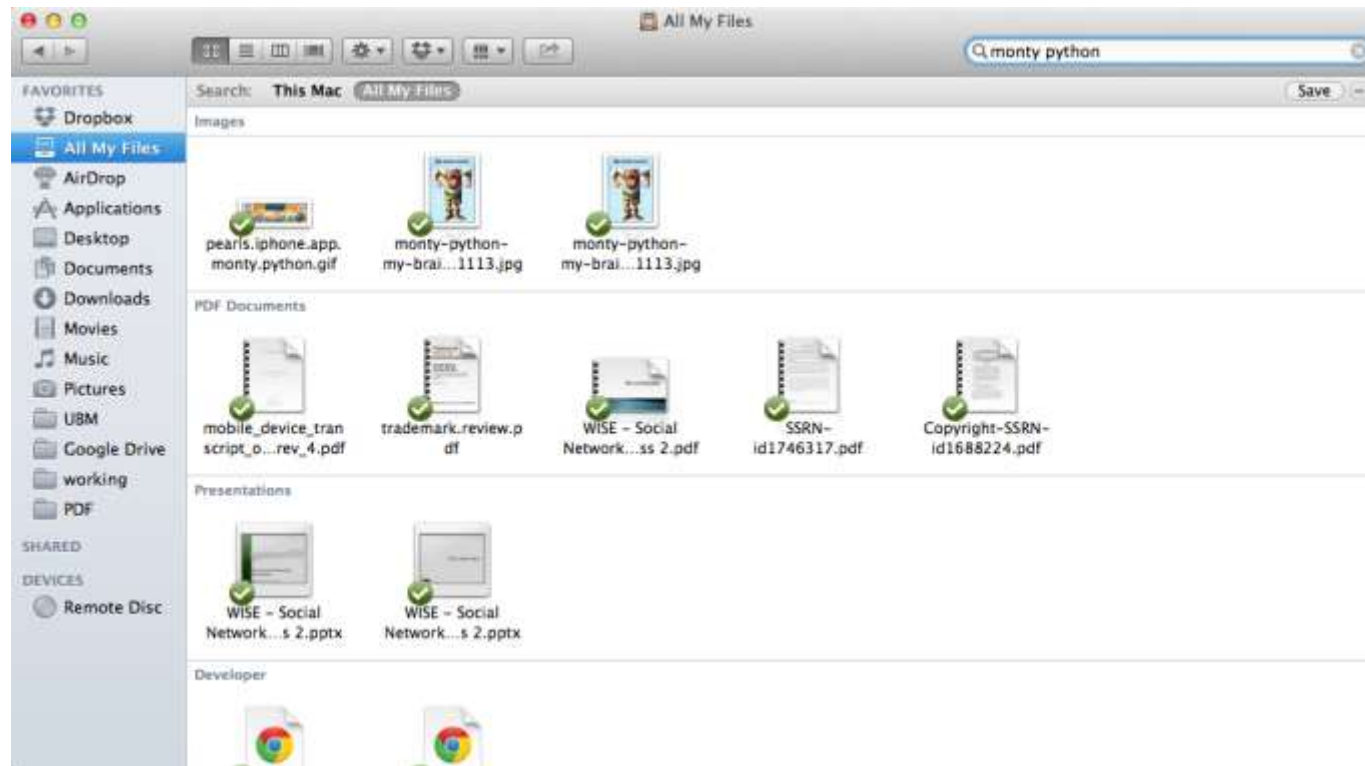 All My Files
monty python
FAVORITES
Dropbox
All My Files
AirDrop
Applications
Desktop
Documents
Downloads
Movies
Music
Pictures
UBM
Google Drive
working
PDF
SHARED
DEVICES
Remote Disc
Search: This Mac All My Files Save
Images
pearls.iphone.app.
monty.python.gif
monty-python-
my-brai...1113.jpg
monty-python-
my-brai...1113.jpg
PDF Documents
mobile_device_tran
script_o...rev_4.pdf
trademark.review.p
df
WISE - Social
Network...ss 2.pdf
SSRN-
id1746317.pdf
Copyright-SSRN-
id1688224.pdf
Presentations
WISE - Social
Network...s 2.pptx
WISE - Social
Network...s 2.pptx
Developer